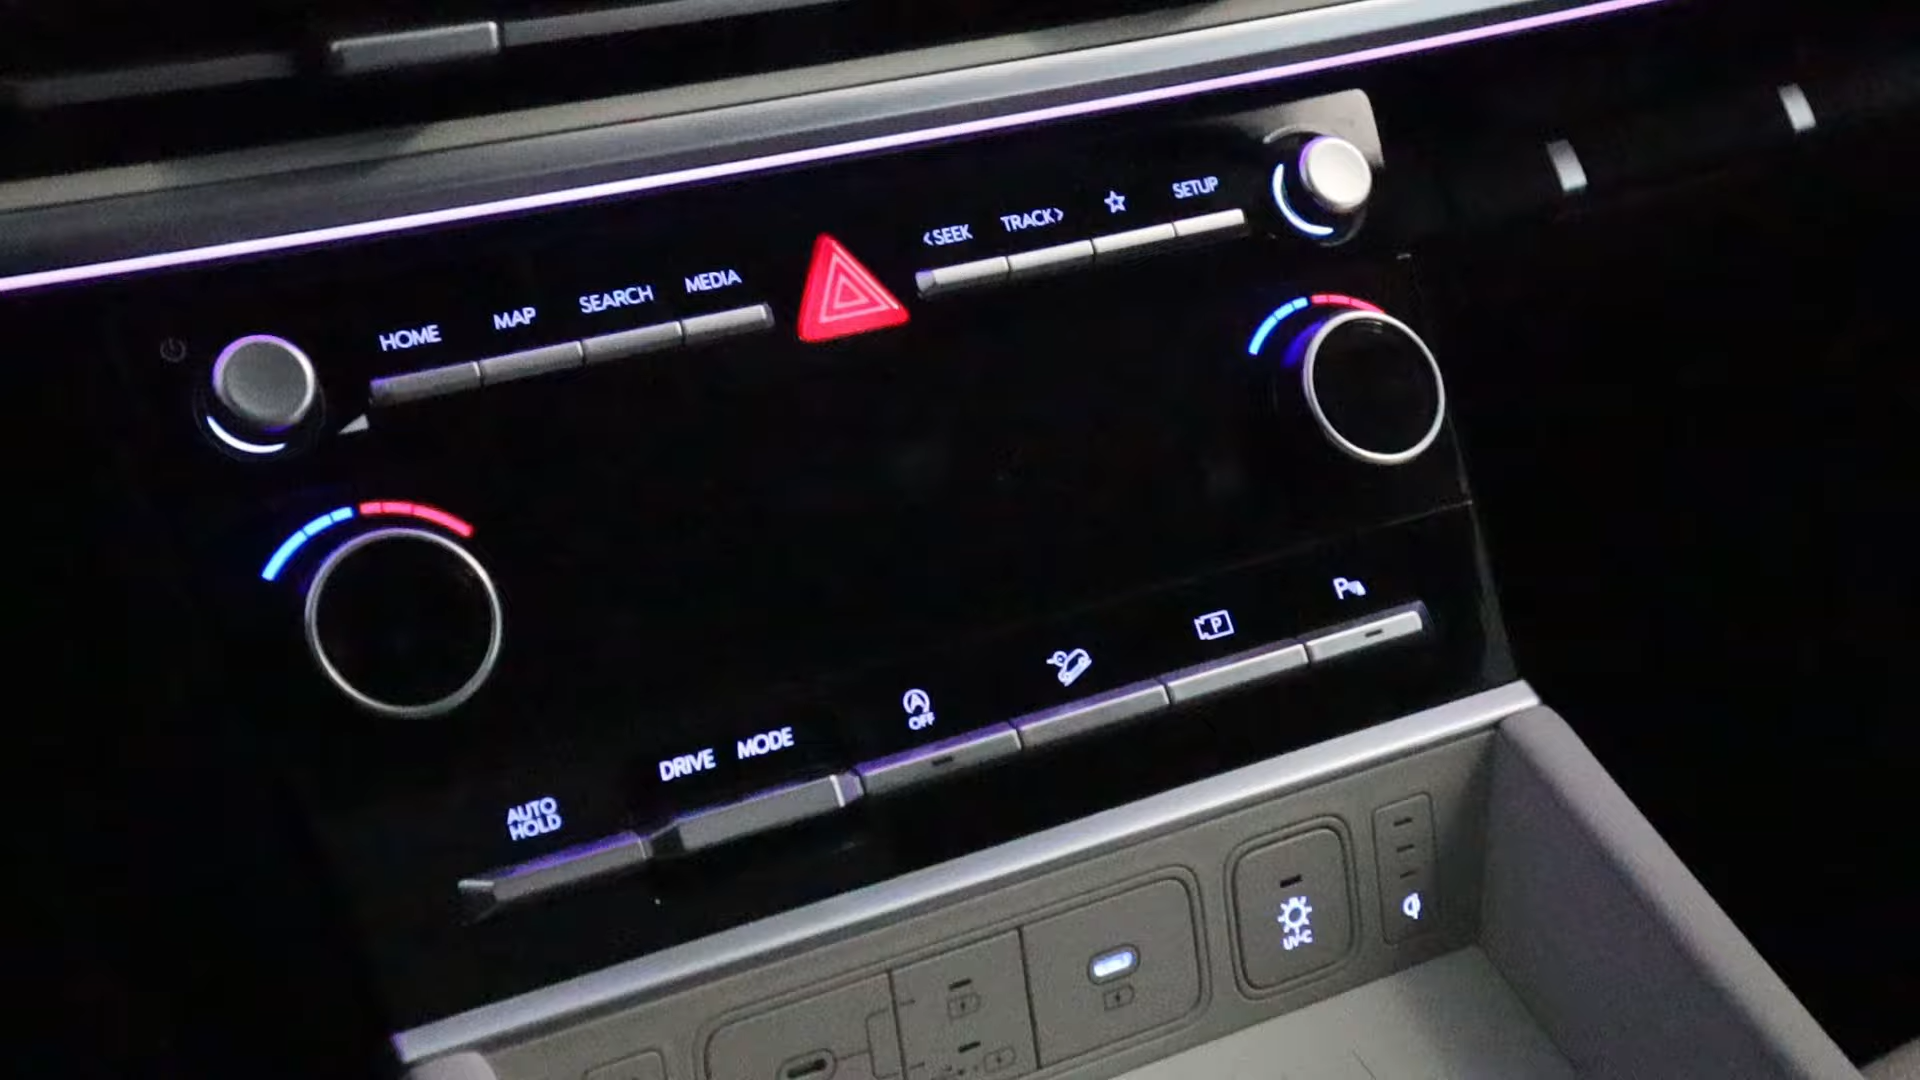 HOME
MAP
SEARCH
MEDIA
<SEEK
TRACK>
SETUP
AUTO
HOLD
DRIVE MODE
A
OFF
P
P
UV-C